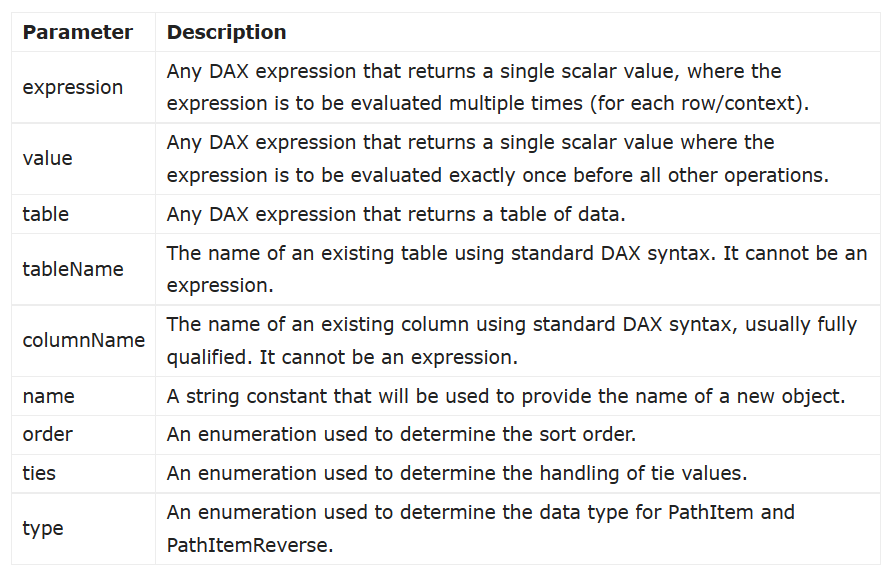 Parameter Description
expression Any DAX expression that returns a single scalar value, where the
expression is to be evaluated multiple times (for each row/context).
value Any DAX expression that returns a single scalar value where the
expression is to be evaluated exactly once before all other operations.
table Any DAX expression that returns a table of data.
tableName The name of an existing table using standard DAX syntax. It cannot be an
expression.
columnName The name of an existing column using standard DAX syntax, usually fully
qualified. It cannot be an expression.
name A string constant that will be used to provide the name of a new object.
order An enumeration used to determine the sort order.
ties An enumeration used to determine the handling of tie values.
type An enumeration used to determine the data type for PathItem and
PathItemReverse.